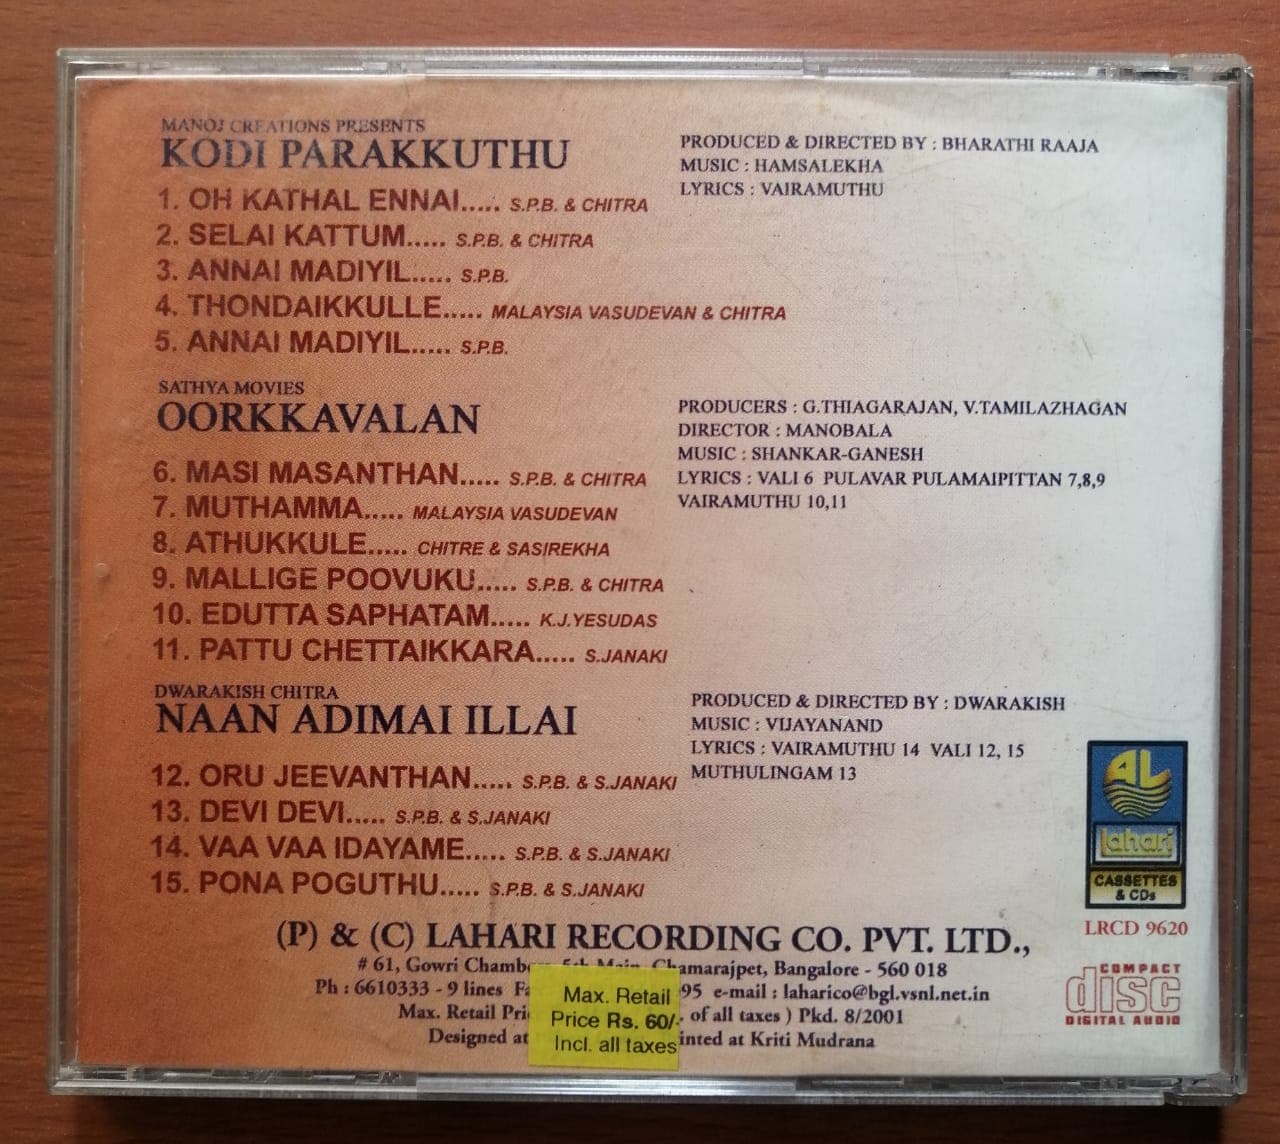 MANOJ CREATIONS PRESENTS
KODI PARAKKUTHU
1. OH KATHAL ENNAI..... S.P.B. & CHITRA
2. SELAI KATTUM..... S.P.B. & CHITRA
3. ANNAI MADIYIL..... S.P.B.
4. THONDAIKKULLE..... MALAYSIA VASUDEVAN & CHITRA
5. ANNAI MADIYIL..... S.P.B.
PRODUCED & DIRECTED BY : BHARATHI RAAJA
MUSIC : HAMSALEKHA
LYRICS : VAIRAMUTHU
SATHYA MOVIES
OORKKAVALAN
6. MASI MASANTHAN..... S.P.B. & CHITRA
7. MUTHAMMA..... MALAYSIA VASUDEVAN
8. ATHUKKULE..... CHITRE & SASIREKHA
9. MALLIGE POOVUKU..... S.P.B. & CHITRA
10. EDUTTA SAPHATAM..... K.J.YESUDAS
11. PATTU CHETTAIKKARA..... S.JANAKI
PRODUCERS : G.THIAGARAJAN, V.TAMILAZHAGAN
DIRECTOR : MANOBALA
MUSIC : SHANKAR-GANESH
LYRICS : VALI 6 PULAVAR PULAMAIPITTAN 7,8,9
VAIRAMUTHU 10,11
DWARAKISH CHITRA
NAAN ADIMAI ILLAI
12. ORU JEEVANTHAN..... S.P.B. & S.JANAKI
13. DEVI DEVI..... S.P.B. & S.JANAKI
14. VAA VAA IDAYAME..... S.P.B. & S.JANAKI
15. PONA POGUTHU..... S.P.B. & S.JANAKI
PRODUCED & DIRECTED BY : DWARAKISH
MUSIC : VIJAYANAND
LYRICS : VAIRAMUTHU 14 VALI 12, 15
MUTHULINGAM 13
AL
lahari
CASSETTES
& CDs
LRCD 9620
(P) & (C) LAHARI RECORDING CO. PVT. LTD.,
# 61, Gowri Main, Chamarajpet, Bangalore - 560 018
Ph : 6610333 - 9 lines 95 e-mail : laharico@bgl.vsnl.net.in
Max. Retail of all taxes ) Pkd. 8/2001
Designed at at Kriti Mudrana
Max. Retail
Price Rs. 60/-
Incl. all taxes
COMPACT
disc
DIGITAL AUDIO